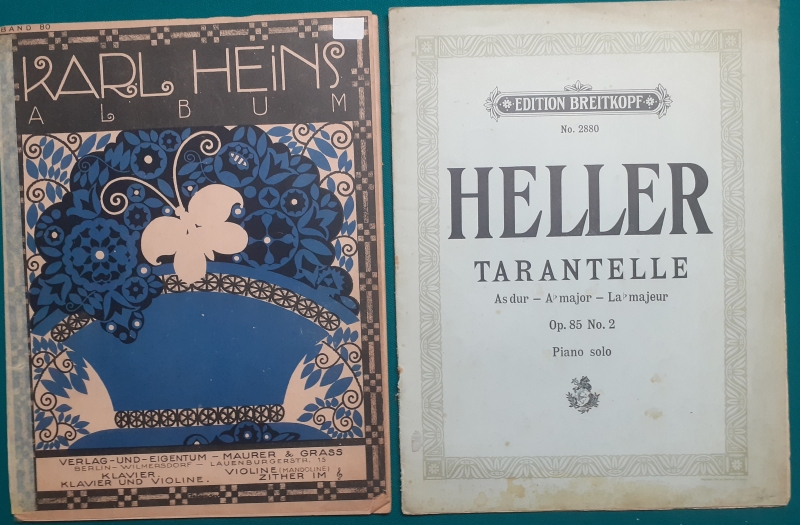 BAND 80
KARL HEiNS
ALBUM
VERLAG-UND-EIGENTUM - MAURER & GRASS
BERLIN-WILMERSDORF - LAUENBURGERSTR. 15
KLAVIER. VIOLINE (MANDOLINE)
KLAVIER UND VIOLINE. ZITHER IM
EDITION BREITKOPF
No. 2880
HELLER
TARANTELLE
As dur – A♭ major – La♭ majeur
Op. 85 No. 2
Piano solo